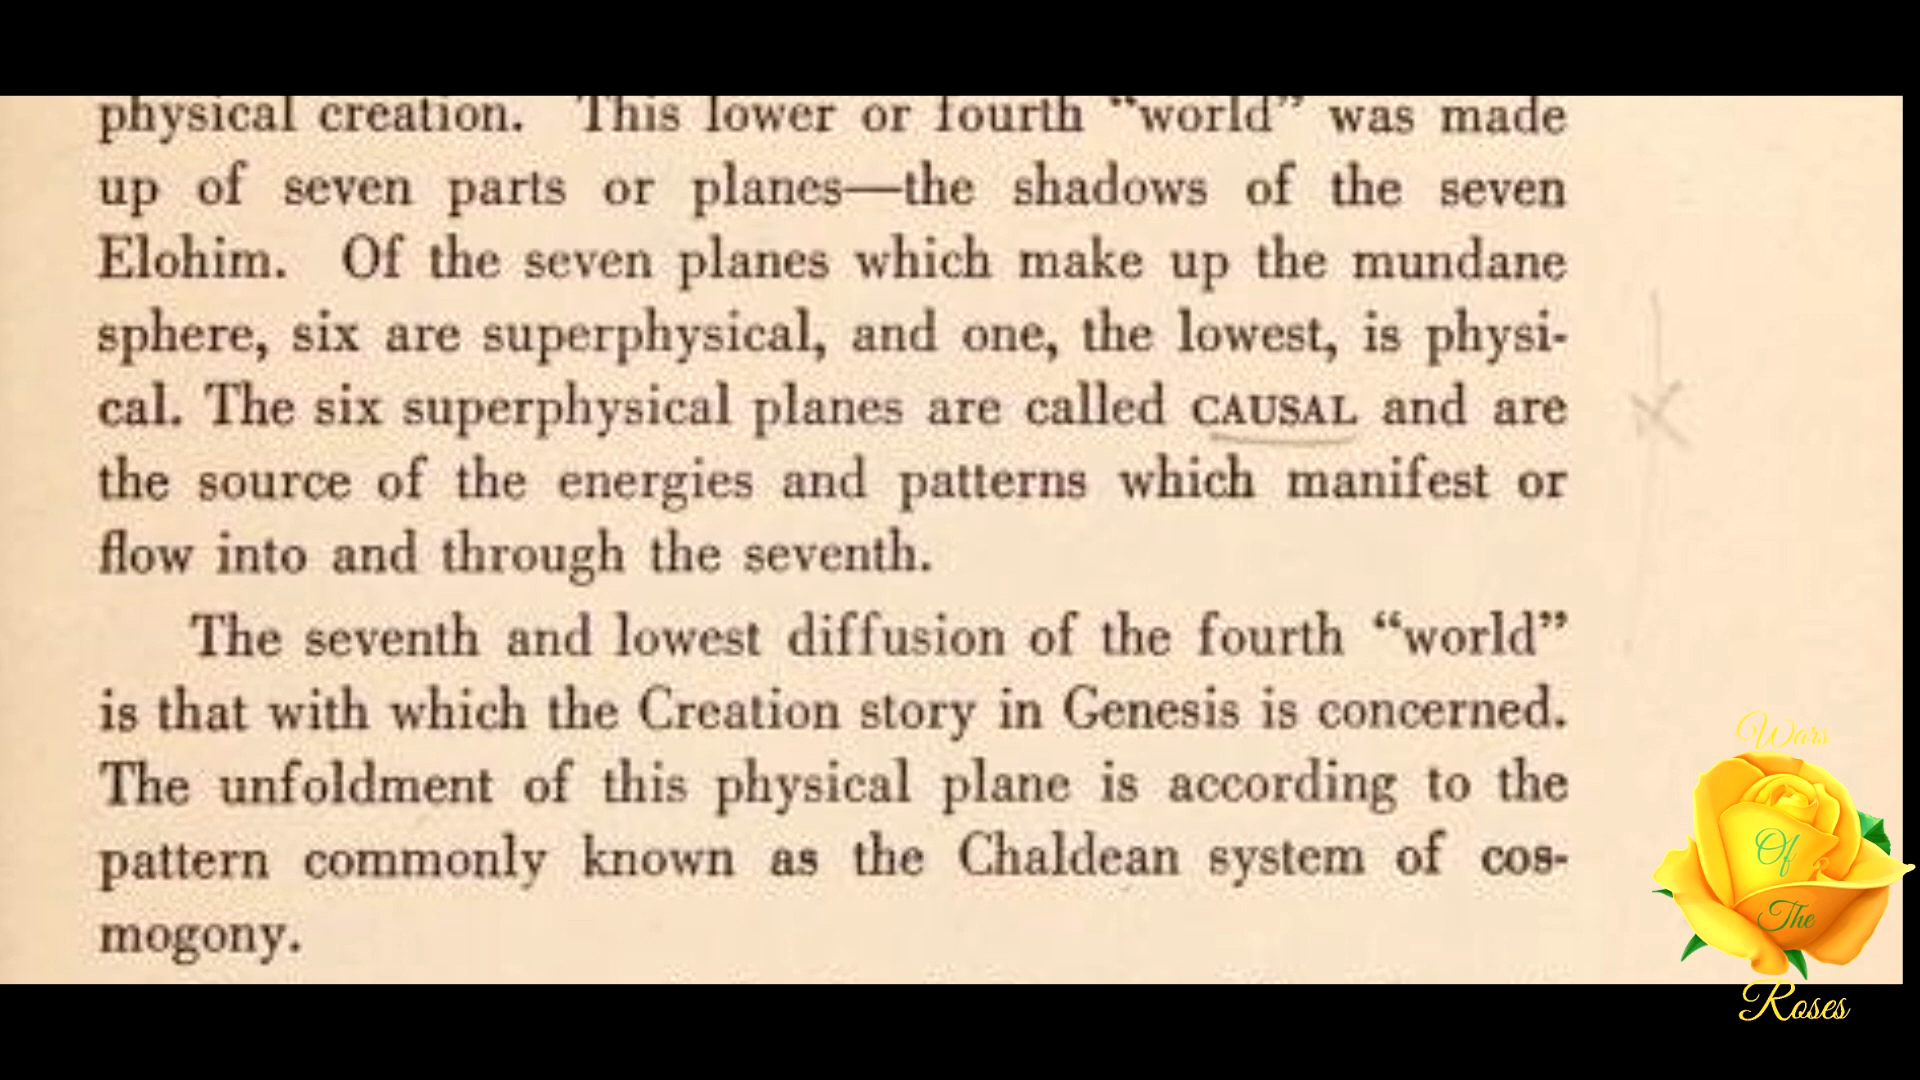 physical creation. This lower or fourth “world” was made
up of seven parts or planes—the shadows of the seven
Elohim. Of the seven planes which make up the mundane
sphere, six are superphysical, and one, the lowest, is physi-
cal. The six superphysical planes are called CAUSAL and are
the source of the energies and patterns which manifest or
flow into and through the seventh.
The seventh and lowest diffusion of the fourth “world”
is that with which the Creation story in Genesis is concerned.
The unfoldment of this physical plane is according to the
pattern commonly known as the Chaldean system of cos-
mogony.
Wars
Of
The
Roses